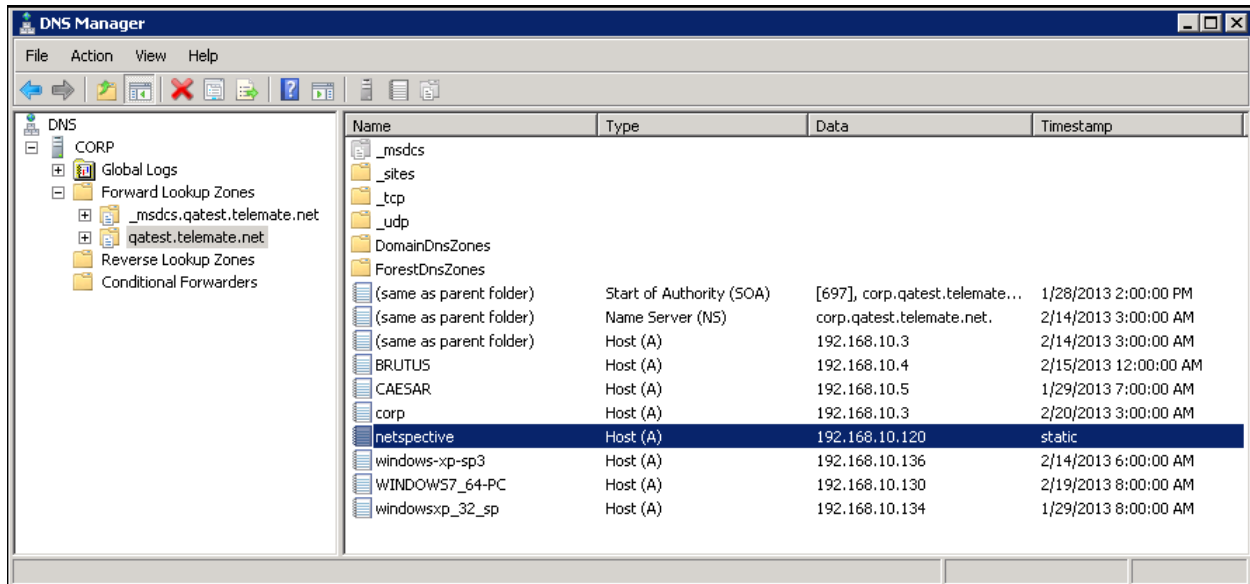 DNS Manager
File Action View Help
DNS
CORP
Global Logs
Forward Lookup Zones
_msdcs.qatest.telemate.net
qatest.telemate.net
Reverse Lookup Zones
Conditional Forwarders
Name Type Data Timestamp
_msdcs
_sites
_tcp
_udp
DomainDnsZones
ForestDnsZones
(same as parent folder) Start of Authority (SOA) [697], corp.qatest.telemate... 1/28/2013 2:00:00 PM
(same as parent folder) Name Server (NS) corp.qatest.telemate.net. 2/14/2013 3:00:00 AM
(same as parent folder) Host (A) 192.168.10.3 2/14/2013 3:00:00 AM
BRUTUS Host (A) 192.168.10.4 2/15/2013 12:00:00 AM
CAESAR Host (A) 192.168.10.5 1/29/2013 7:00:00 AM
corp Host (A) 192.168.10.3 2/20/2013 3:00:00 AM
netspective Host (A) 192.168.10.120 static
windows-xp-sp3 Host (A) 192.168.10.136 2/14/2013 6:00:00 AM
WINDOWS7_64-PC Host (A) 192.168.10.130 2/19/2013 8:00:00 AM
windowsxp_32_sp Host (A) 192.168.10.134 1/29/2013 8:00:00 AM